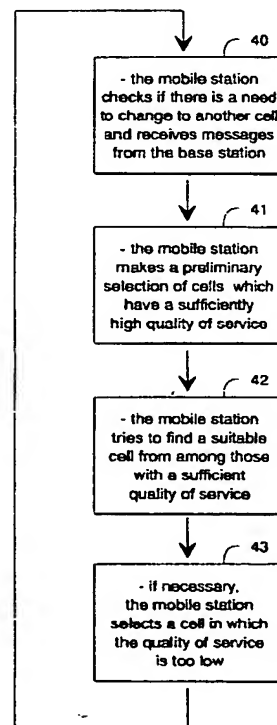 40
- the mobile station
checks if there is a need
to change to another cell
and receives messages
from the base station
41
- the mobile station
makes a preliminary
selection of cells which
have a sufficiently
high quality of service
42
- the mobile station
tries to find a suitable
cell from among those
with a sufficient
quality of service
43
- if necessary,
the mobile station
selects a cell in which
the quality of service
is too low